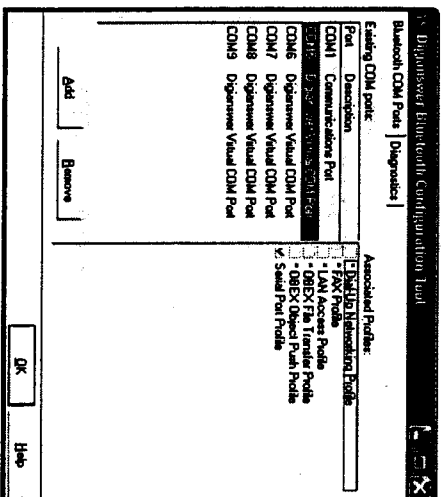 Digianswer Bluetooth Configuration Tool
Bluetooth COM Ports Diagnostics
Existing COM ports:
Port Description
COM1 Communications Port
COM6 Digianswer Virtual COM Port
COM7 Digianswer Virtual COM Port
COM8 Digianswer Virtual COM Port
COM9 Digianswer Virtual COM Port
Add Remove
Associated Profiles:
* Dial-Up Networking Profile
* FAX Profile
* LAN Access Profile
* OBEX File Transfer Profile
* OBEX Object Push Profile
Serial Port Profile
OK Help